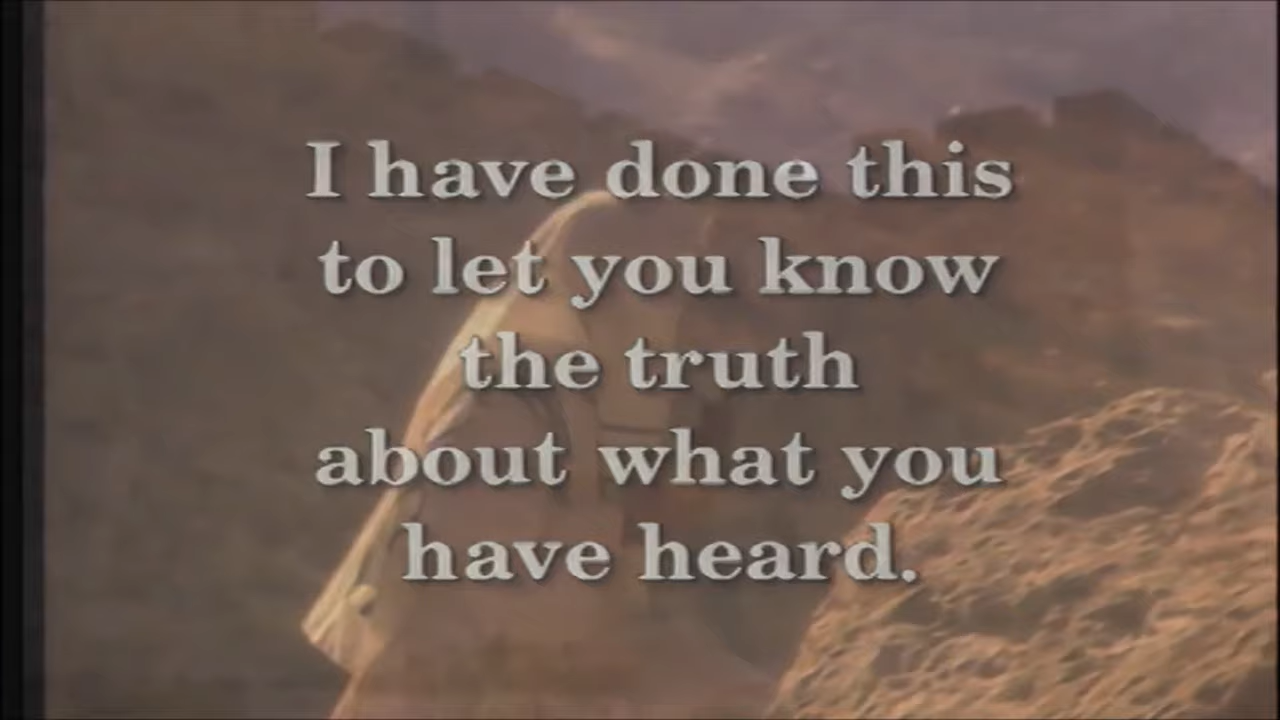 I have done this
to let you know
the truth
about what you
have heard.